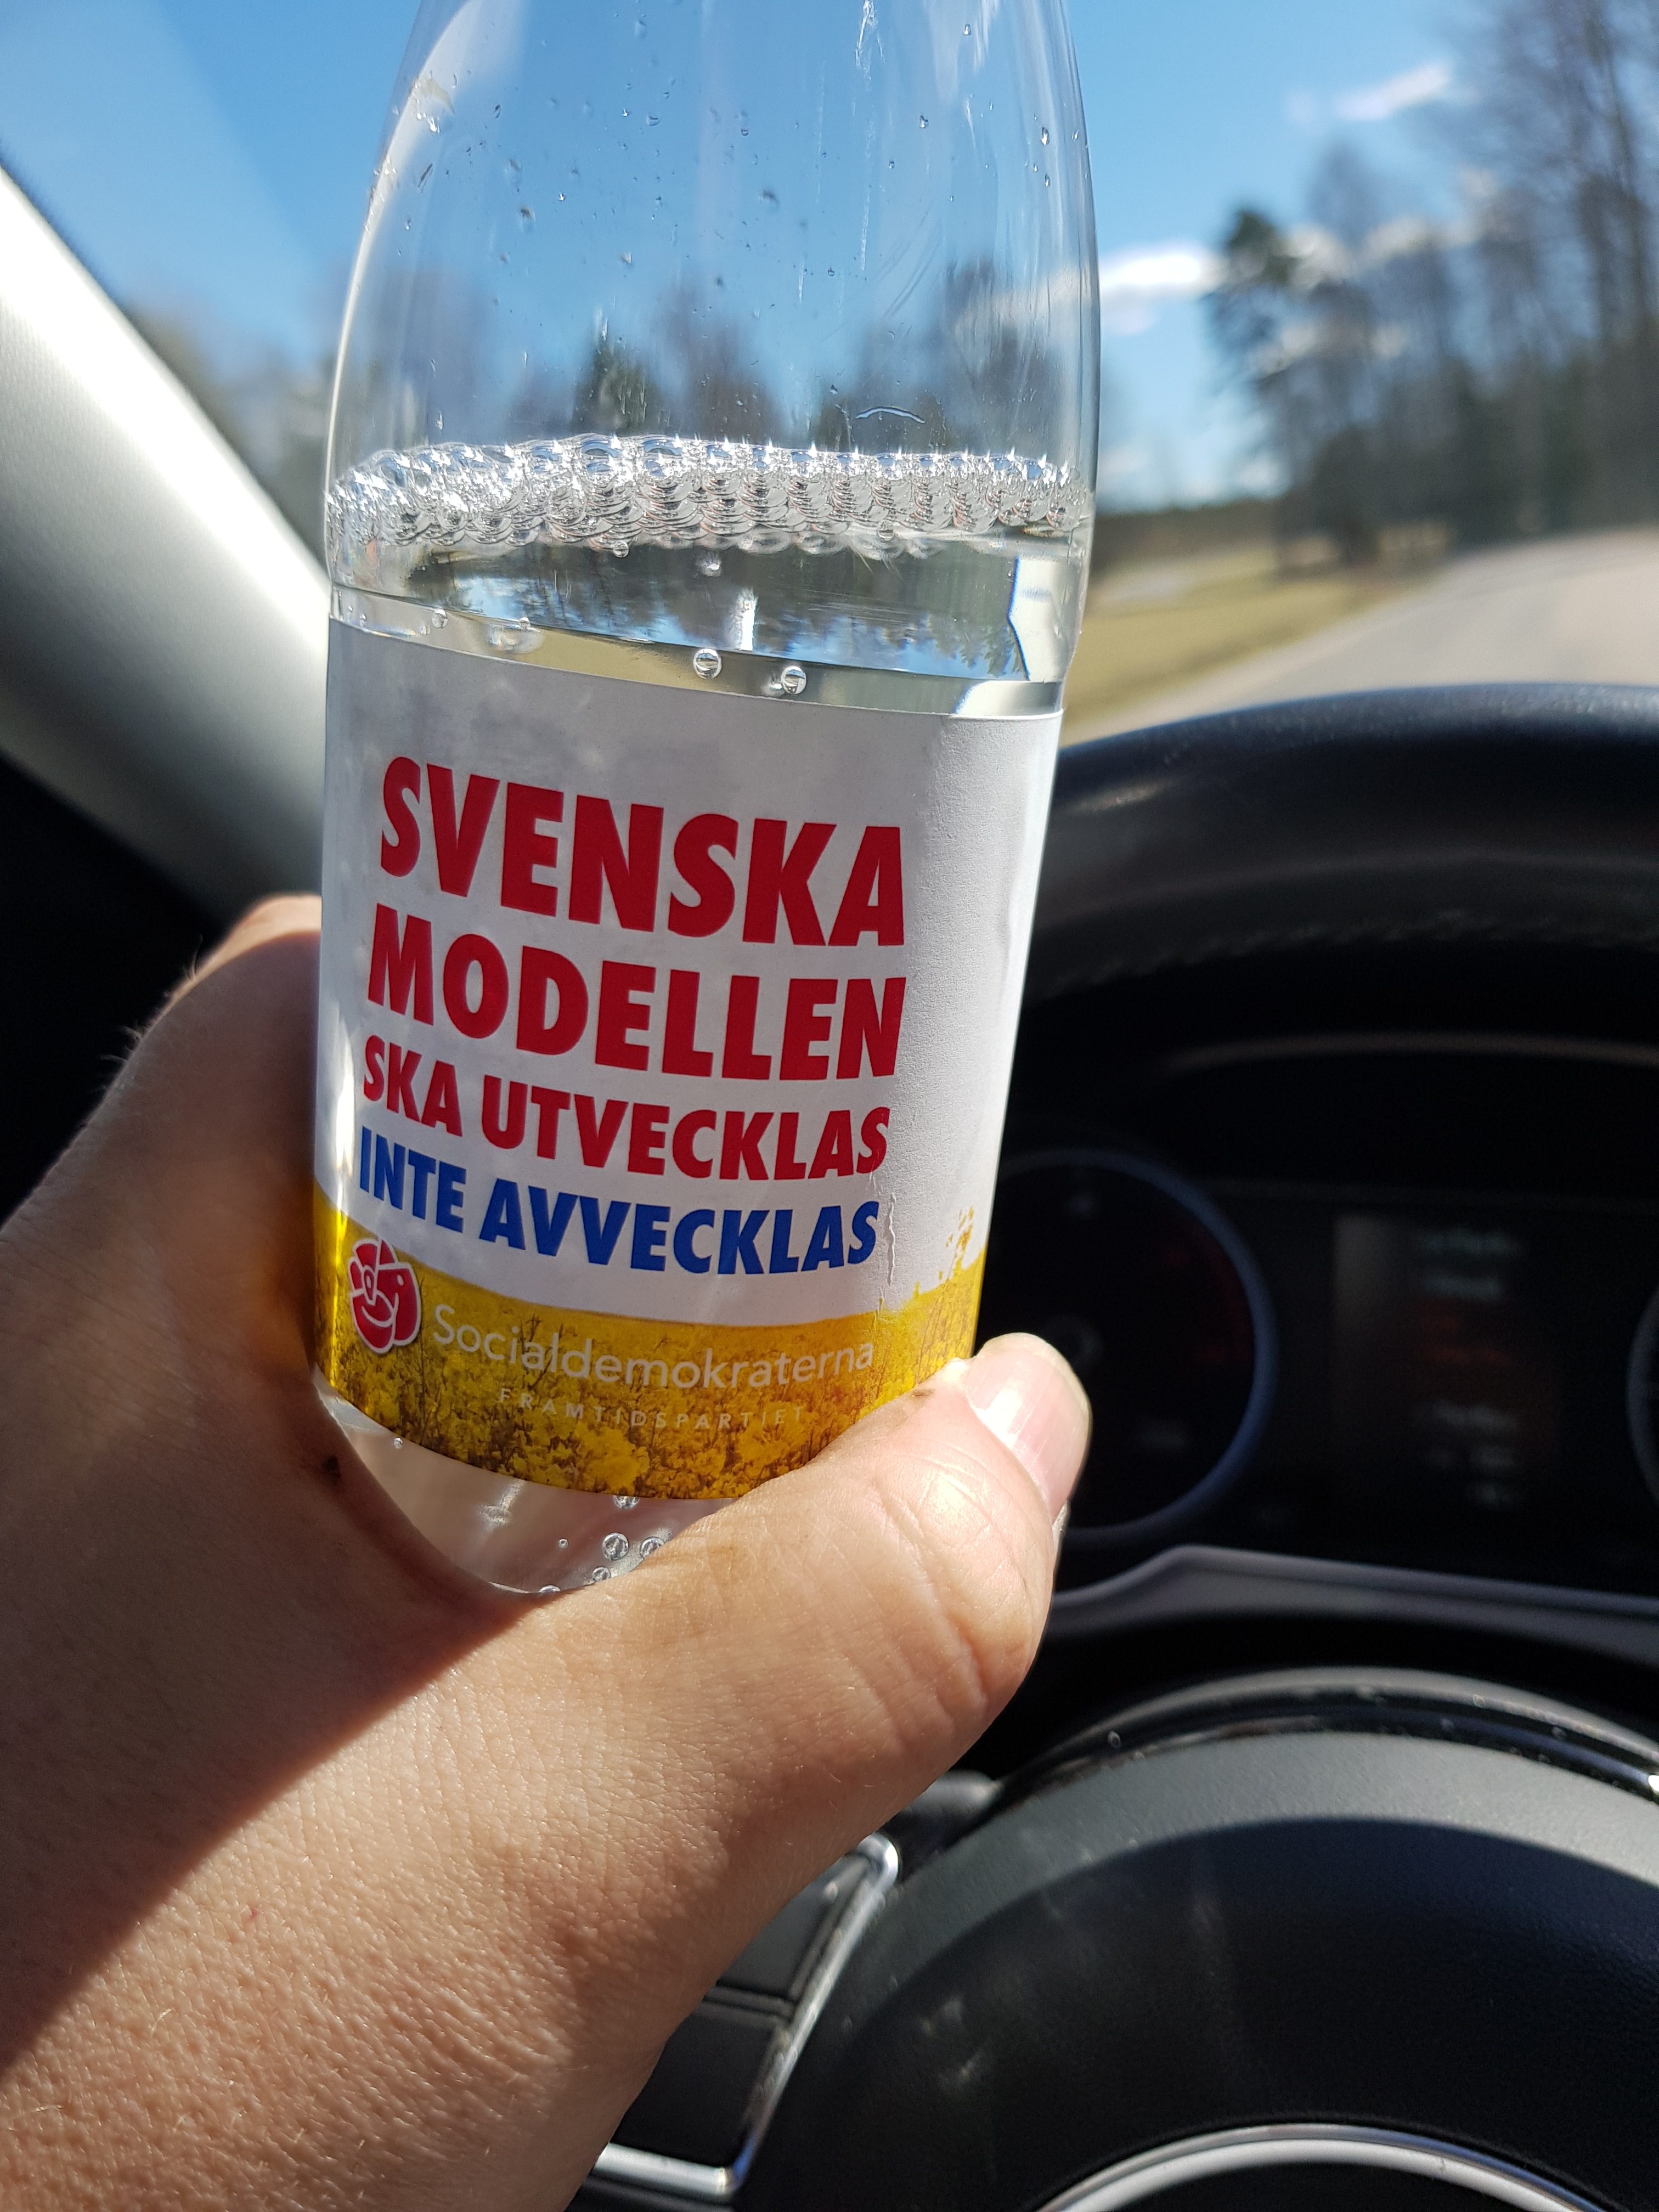 SVENSKA
MODELLEN
SKA UTVECKLAS
INTE AVVECKLAS
Socialdemokraterna
FRAMTIDSPARTIET